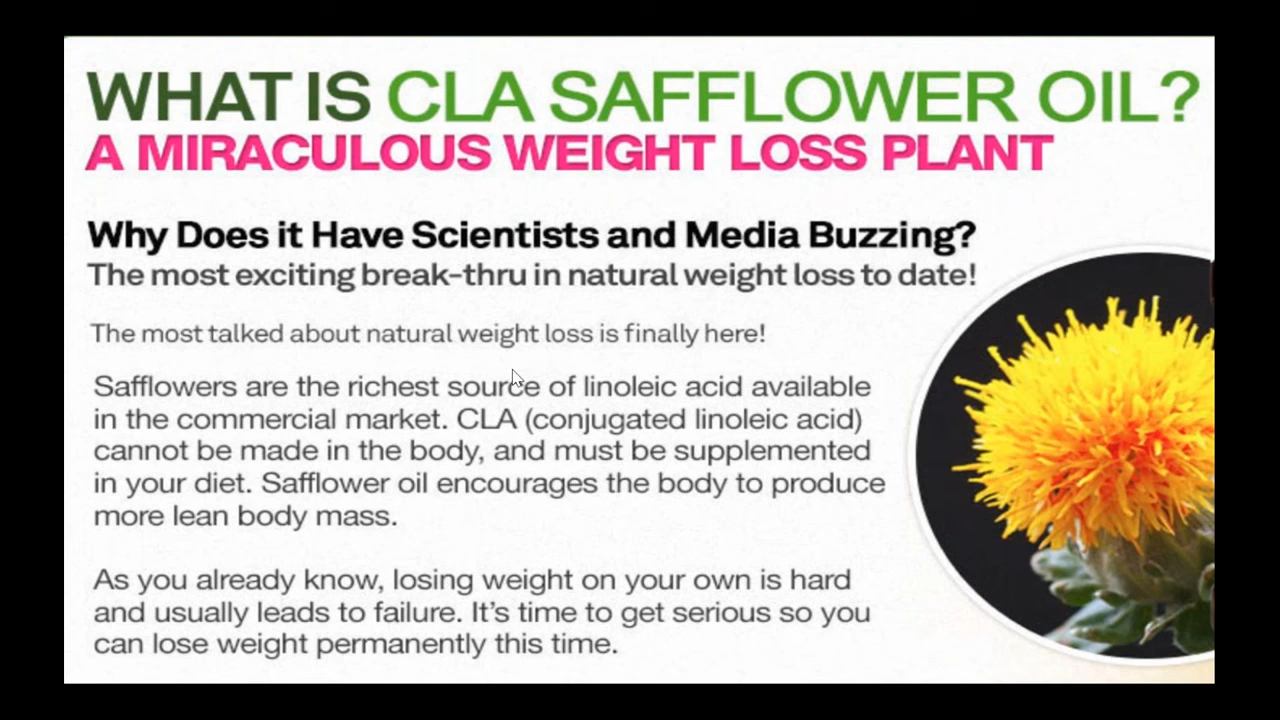 WHAT IS CLA SAFFLOWER OIL?
A MIRACULOUS WEIGHT LOSS PLANT
Why Does it Have Scientists and Media Buzzing?
The most exciting break-thru in natural weight loss to date!
The most talked about natural weight loss is finally here!
Safflowers are the richest source of linoleic acid available
in the commercial market. CLA (conjugated linoleic acid)
cannot be made in the body, and must be supplemented
in your diet. Safflower oil encourages the body to produce
more lean body mass.
As you already know, losing weight on your own is hard
and usually leads to failure. It's time to get serious so you
can lose weight permanently this time.